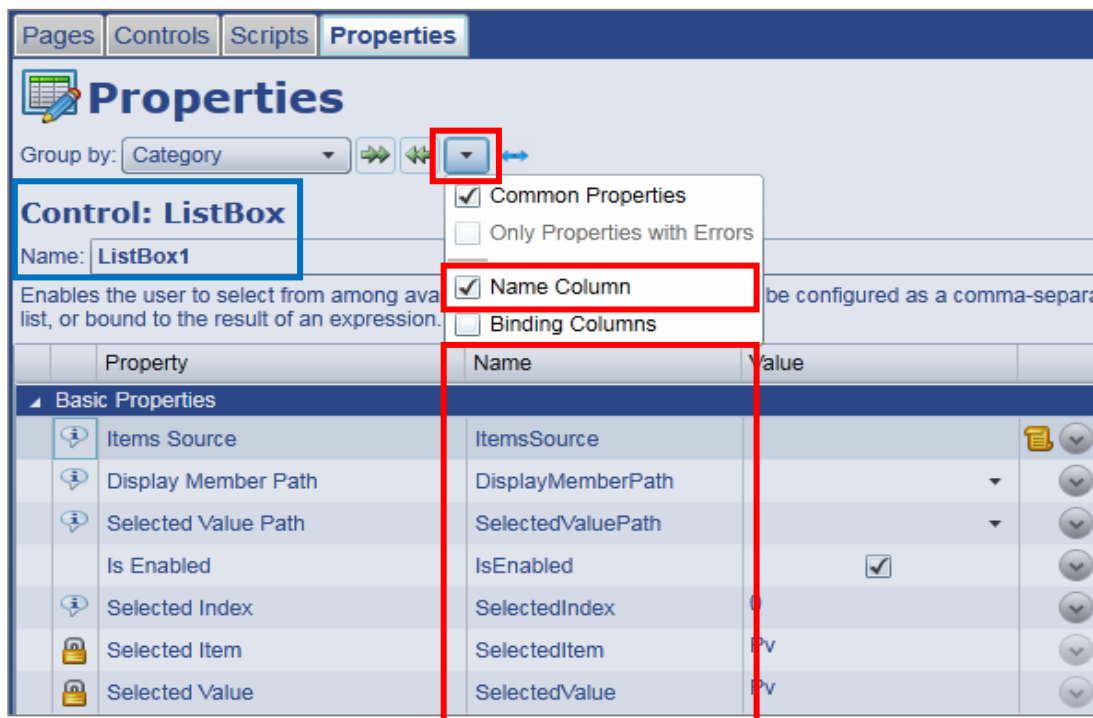 Pages Controls Scripts Properties
Properties
Group by: Category
Common Properties
Control: ListBox
Only Properties with Errors
Name: ListBox1
Name Column
Enables the user to select from among ava be configured as a comma-separa
list, or bound to the result of an expression.
Binding Columns
Property Name Value
Basic Properties
Items Source ItemsSource
Display Member Path DisplayMemberPath
Selected Value Path SelectedValuePath
Is Enabled IsEnabled
Selected Index SelectedIndex 0
Selected Item SelectedItem Pv
Selected Value SelectedValue Pv